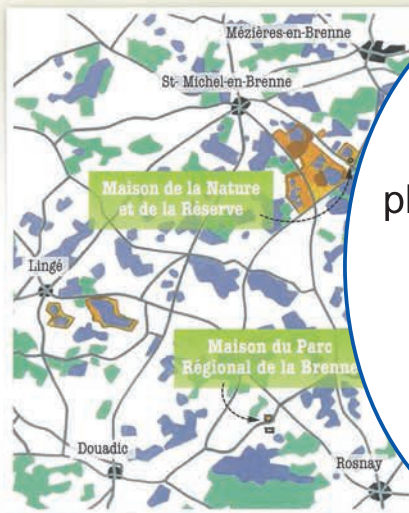 Mézières-en-Brenne
St- Michel-en-Brenne
Maison de la Nature
et de la Réserve
Lingé
Maison du Parc
Régional de la Brenne
Douadic
Rosnay